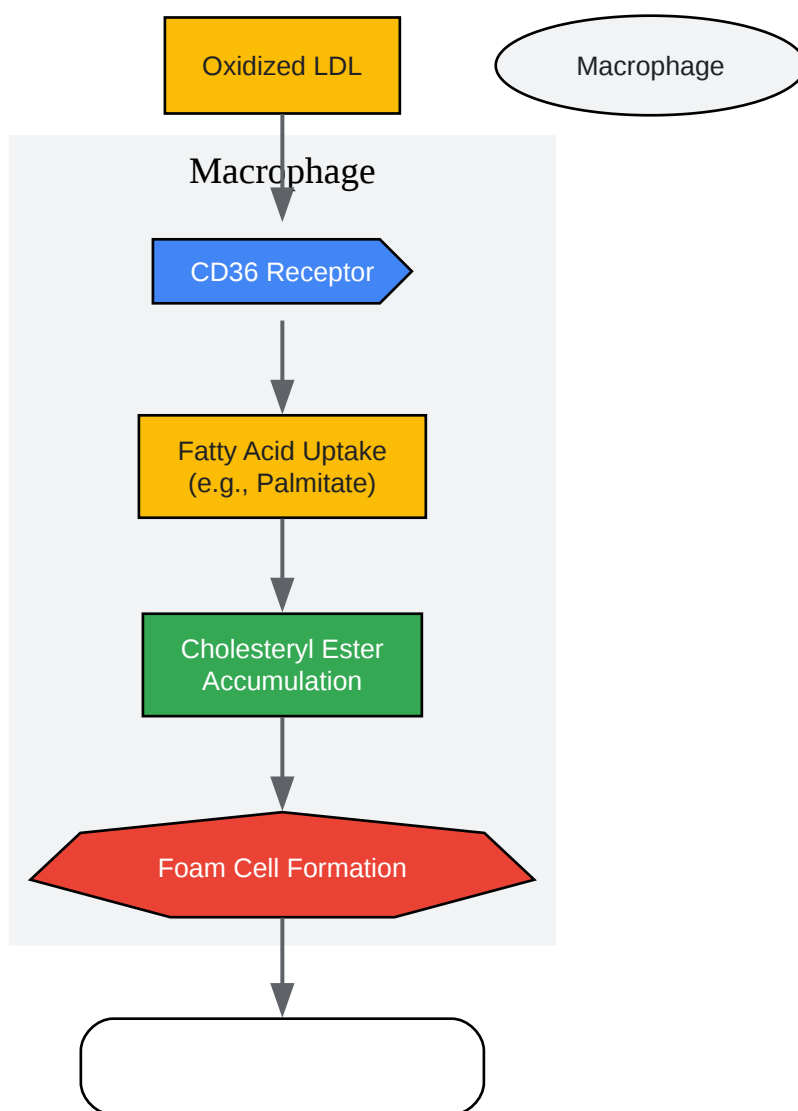 Oxidized LDL
Macrophage
Macrophage
CD36 Receptor
Fatty Acid Uptake
(e.g., Palmitate)
Cholesteryl Ester
Accumulation
Foam Cell Formation